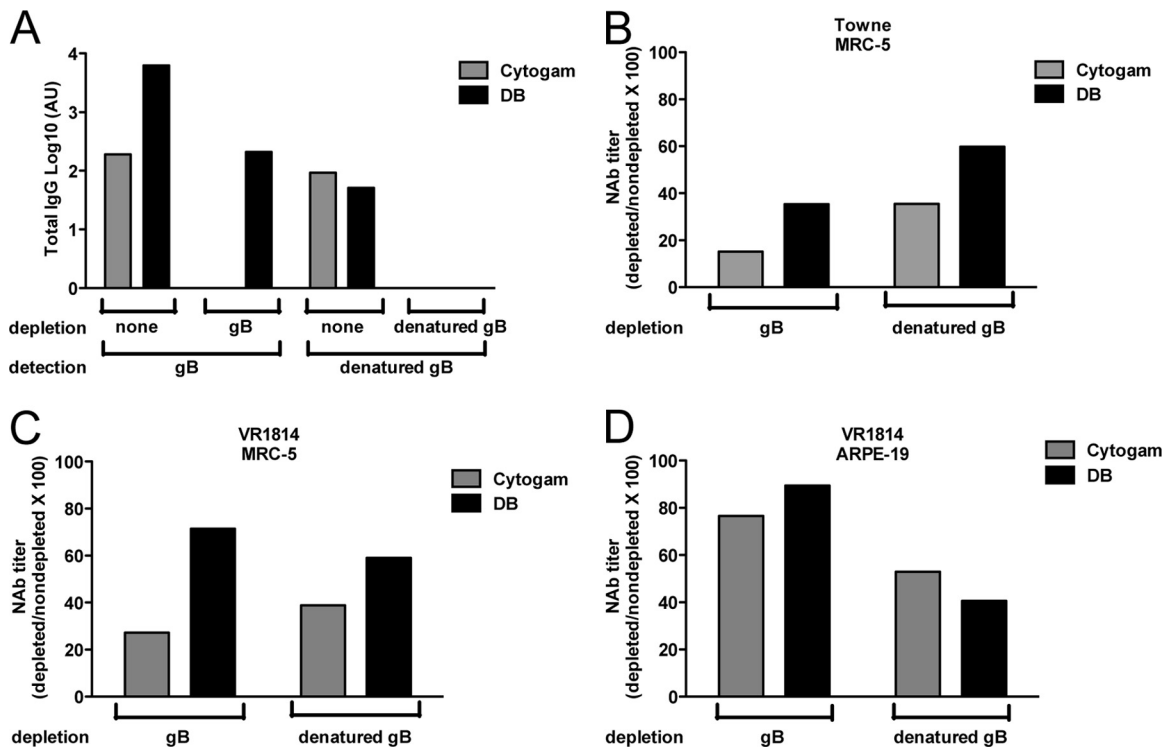 A
Total IgG Log10 (AU)
4
3
2
1
0
Cytogam
DB
depletion
none
gB
none
denatured gB
detection
gB
denatured gB
B
Towne
MRC-5
NAb titer
(depleted/nondepleted X 100)
100
80
60
40
20
0
Cytogam
DB
depletion
gB
denatured gB
C
VR1814
MRC-5
NAb titer
(depleted/nondepleted X 100)
100
80
60
40
20
0
Cytogam
DB
depletion
gB
denatured gB
D
VR1814
ARPE-19
NAb titer
(depleted/nondepleted X 100)
100
80
60
40
20
0
Cytogam
DB
depletion
gB
denatured gB